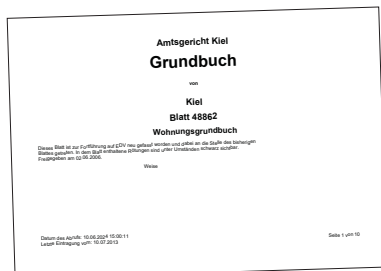 Amtsgericht Kiel
Grundbuch
von
Kiel
Blatt 48862
Wohnungsgrundbuch
Dieses Blatt ist zur Fortführung auf EDV neu gefasst worden und dabei an die Stelle des bisherigen
Blattes getreten. In dem Blatt enthaltene Rötungen sind unter Umständen schwarz sichtbar.
Freigegeben am 02.06.2006.
Weise
Datum des Abrufs: 10.06.2024 15:00:11
Letzte Eintragung vom: 10.07.2013
Seite 1 von 10